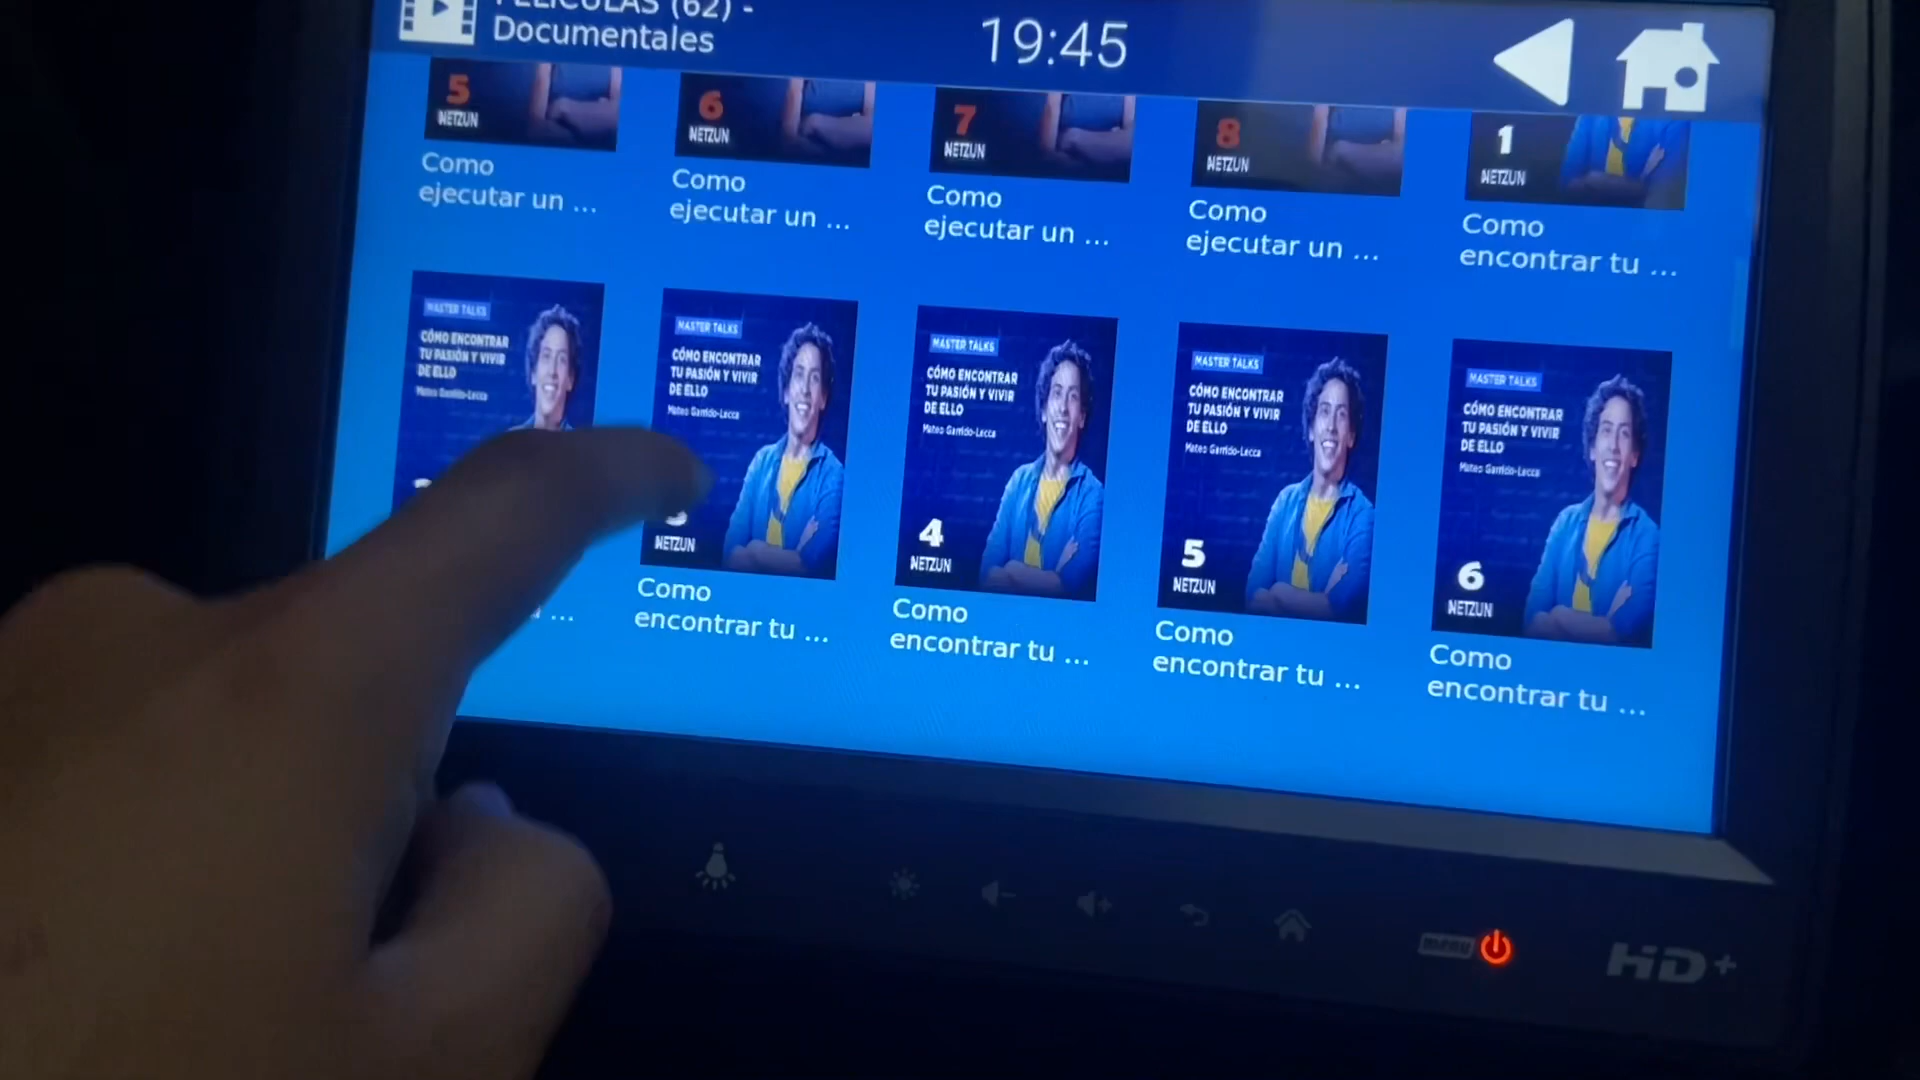 PELICULAS (62) -
Documentales
19:45
5
NETZUN
6
NETZUN
7
NETZUN
8
NETZUN
1
NETZUN
Como
ejecutar un ...
Como
ejecutar un ...
Como
ejecutar un ...
Como
ejecutar un ...
Como
encontrar tu ...
MASTER TALKS
CÓMO ENCONTRAR
TU PASIÓN Y VIVIR
DE ELLO
Mateo Garrido-Lecca
MASTER TALKS
CÓMO ENCONTRAR
TU PASIÓN Y VIVIR
DE ELLO
Mateo Garrido-Lecca
NETZUN
MASTER TALKS
CÓMO ENCONTRAR
TU PASIÓN Y VIVIR
DE ELLO
Mateo Garrido-Lecca
4
NETZUN
MASTER TALKS
CÓMO ENCONTRAR
TU PASIÓN Y VIVIR
DE ELLO
Mateo Garrido-Lecca
5
NETZUN
MASTER TALKS
CÓMO ENCONTRAR
TU PASIÓN Y VIVIR
DE ELLO
Mateo Garrido-Lecca
6
NETZUN
...
Como
encontrar tu ...
Como
encontrar tu ...
Como
encontrar tu ...
Como
encontrar tu ...
menu
HD+